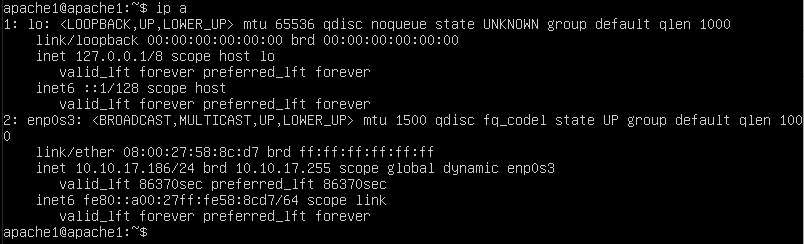 apache1@apache1:~$ ip a
1: lo: <LOOPBACK,UP,LOWER_UP> mtu 65536 qdisc noqueue state UNKNOWN group default qlen 1000
    link/loopback 00:00:00:00:00:00 brd 00:00:00:00:00:00
    inet 127.0.0.1/8 scope host lo
       valid_lft forever preferred_lft forever
    inet6 ::1/128 scope host
       valid_lft forever preferred_lft forever
2: enp0s3: <BROADCAST,MULTICAST,UP,LOWER_UP> mtu 1500 qdisc fq_codel state UP group default qlen 100
0
    link/ether 08:00:27:58:8c:d7 brd ff:ff:ff:ff:ff:ff
    inet 10.10.17.186/24 brd 10.10.17.255 scope global dynamic enp0s3
       valid_lft 86370sec preferred_lft 86370sec
    inet6 fe80::a00:27ff:fe58:8cd7/64 scope link
       valid_lft forever preferred_lft forever
apache1@apache1:~$